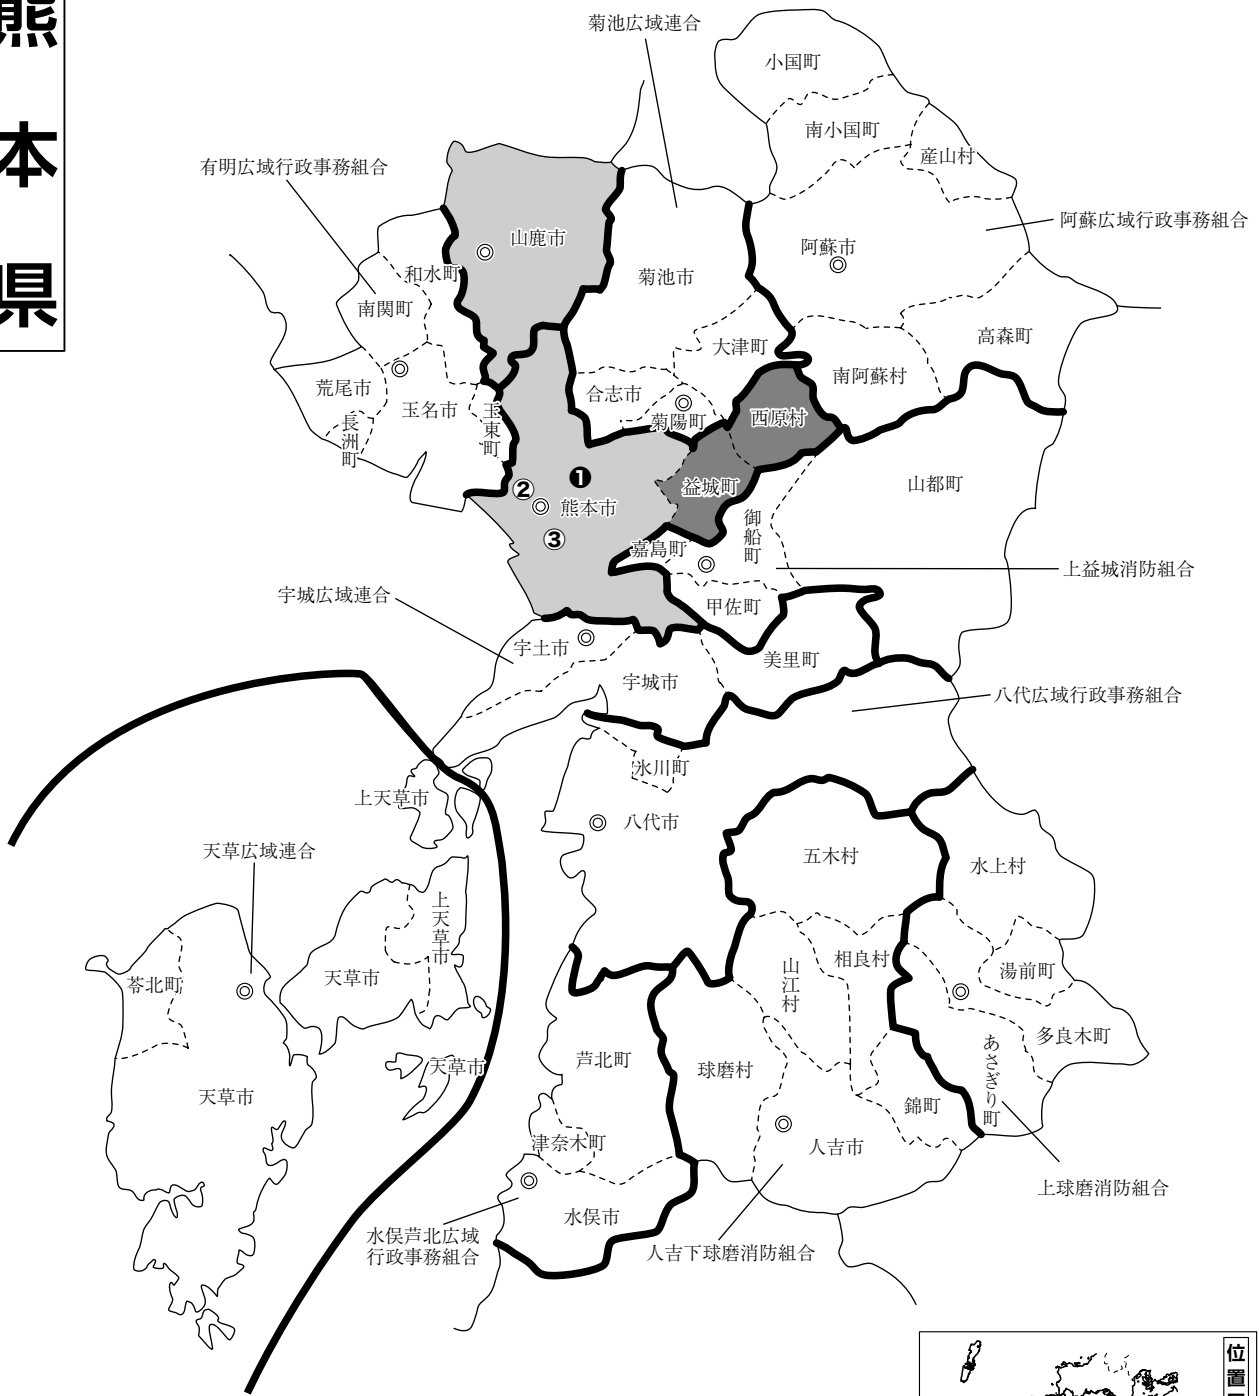 熊本県
菊池広域連合
小国町
南小国町
産山村
有明広域行政事務組合
阿蘇広域行政事務組合
山鹿市
阿蘇市
和水町
菊池市
南関町
高森町
大津町
南阿蘇村
荒尾市
合志市
玉名市
玉東町
菊陽町
西原村
長洲町
❶
益城町
山都町
②
熊本市
③
御船町
嘉島町
上益城消防組合
宇城広域連合
甲佐町
宇土市
美里町
宇城市
八代広域行政事務組合
氷川町
上天草市
八代市
天草広域連合
五木村
水上村
上天草市
相良村
山江村
湯前町
天草市
苓北町
多良木町
あさぎり町
芦北町
天草市
球磨村
天草市
錦町
津奈木町
人吉市
上球磨消防組合
水俣市
水俣芦北広域
行政事務組合
人吉下球磨消防組合
位置